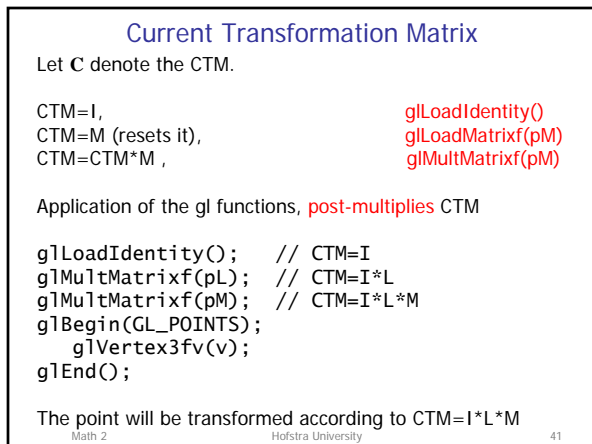 Current Transformation Matrix
Let C denote the CTM.
CTM=I, glLoadIdentity()
CTM=M (resets it), glLoadMatrixf(pM)
CTM=CTM*M , glMultMatrixf(pM)
Application of the gl functions, post-multiplies CTM
glLoadIdentity(); // CTM=I
glMultMatrixf(pL); // CTM=I*L
glMultMatrixf(pM); // CTM=I*L*M
glBegin(GL_POINTS);
glVertex3fv(v);
glEnd();
The point will be transformed according to CTM=I*L*M
Math 2 Hofstra University 41